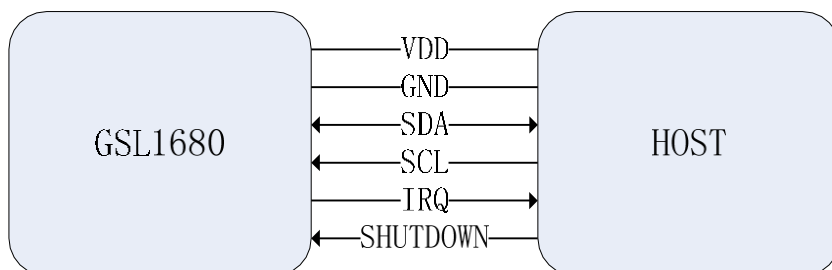 VDD
GND
SDA
GSL1680
HOST
SCL
IRQ
SHUTDOWN